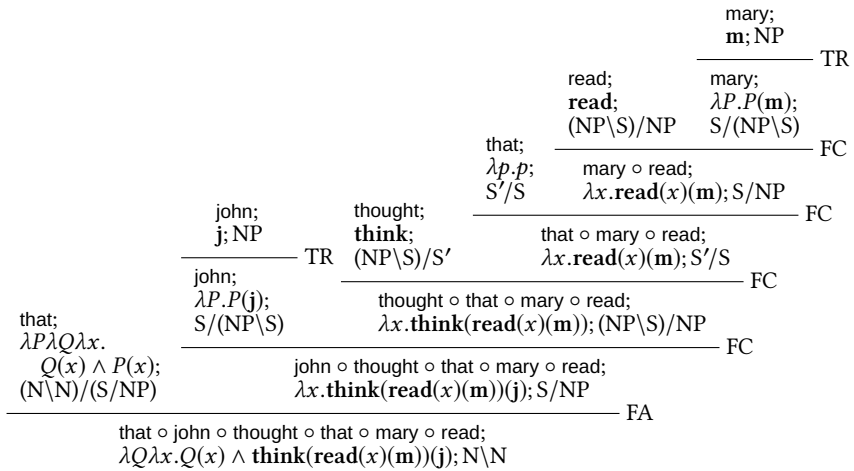 mary;
𝐦; NP
TR
read;
𝐫𝐞𝐚𝐝;
(NP\S)/NP
mary;
λP.P(𝐦);
S/(NP\S)
FC
that;
λp.p;
S′/S
mary ∘ read;
λx.𝐫𝐞𝐚𝐝(x)(𝐦); S/NP
FC
john;
𝐣; NP
TR
thought;
𝐭𝐡𝐢𝐧𝐤;
(NP\S)/S′
that ∘ mary ∘ read;
λx.𝐫𝐞𝐚𝐝(x)(𝐦); S′/S
FC
john;
λP.P(𝐣);
S/(NP\S)
thought ∘ that ∘ mary ∘ read;
λx.𝐭𝐡𝐢𝐧𝐤(𝐫𝐞𝐚𝐝(x)(𝐦)); (NP\S)/NP
FC
that;
λPλQλx.
Q(x) ∧ P(x);
(N\N)/(S/NP)
john ∘ thought ∘ that ∘ mary ∘ read;
λx.𝐭𝐡𝐢𝐧𝐤(𝐫𝐞𝐚𝐝(x)(𝐦))(𝐣); S/NP
FA
that ∘ john ∘ thought ∘ that ∘ mary ∘ read;
λQλx.Q(x) ∧ 𝐭𝐡𝐢𝐧𝐤(𝐫𝐞𝐚𝐝(x)(𝐦))(𝐣); N\N